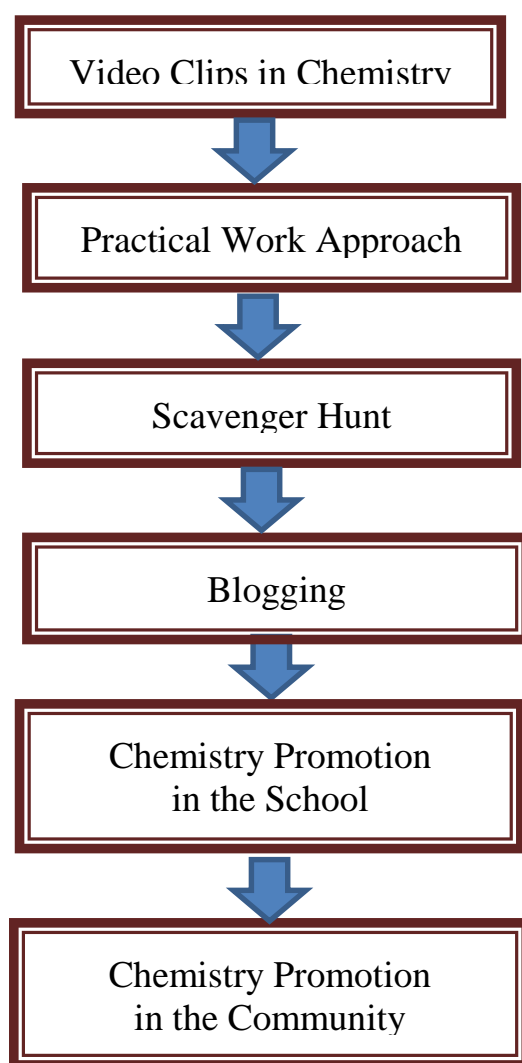 Video Clips in Chemistry
Practical Work Approach
Scavenger Hunt
Blogging
Chemistry Promotion
in the School
Chemistry Promotion
in the Community